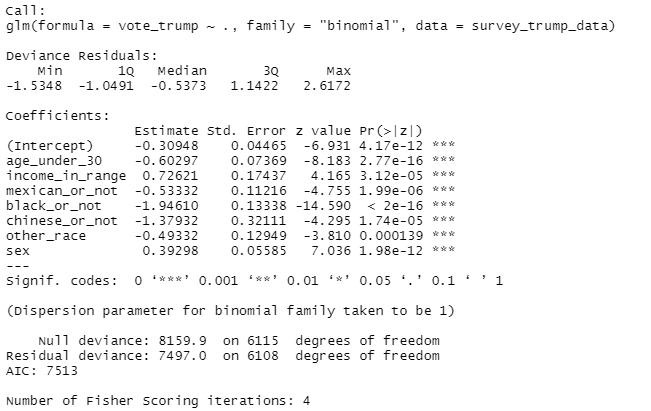 Call:
glm(formula = vote_trump ~ ., family = "binomial", data = survey_trump_data)
Deviance Residuals:
Min 1Q Median 3Q Max
-1.5348 -1.0491 -0.5373 1.1422 2.6172
Coefficients:
Estimate Std. Error z value Pr(>|z|)
(Intercept) -0.30948 0.04465 -6.931 4.17e-12 ***
age_under_30 -0.60297 0.07369 -8.183 2.77e-16 ***
income_in_range 0.72621 0.17437 4.165 3.12e-05 ***
mexican_or_not -0.53332 0.11216 -4.755 1.99e-06 ***
black_or_not -1.94610 0.13338 -14.590 < 2e-16 ***
chinese_or_not -1.37932 0.32111 -4.295 1.74e-05 ***
other_race -0.49332 0.12949 -3.810 0.000139 ***
sex 0.39298 0.05585 7.036 1.98e-12 ***
---
Signif. codes: 0 ‘***’ 0.001 ‘**’ 0.01 ‘*’ 0.05 ‘.’ 0.1 ‘ ’ 1
(Dispersion parameter for binomial family taken to be 1)
Null deviance: 8159.9 on 6115 degrees of freedom
Residual deviance: 7497.0 on 6108 degrees of freedom
AIC: 7513
Number of Fisher Scoring iterations: 4